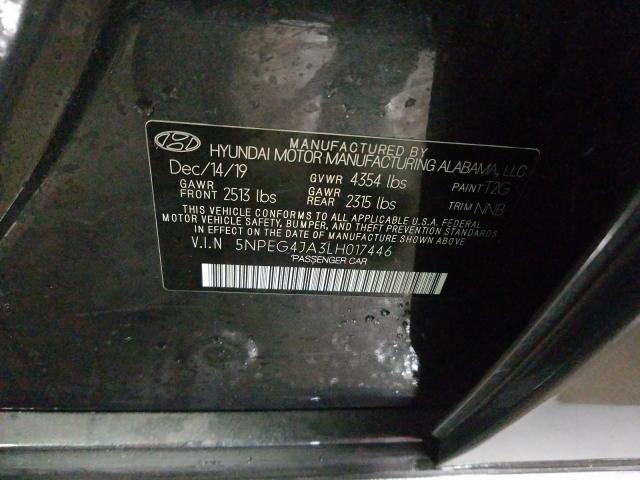 MANUFACTURED BY
HYUNDAI MOTOR MANUFACTURING ALABAMA, LLC
Dec/14/19 GVWR 4354 lbs PAINT T2G
GAWR FRONT 2513 lbs GAWR REAR 2315 lbs TRIM NNB
THIS VEHICLE CONFORMS TO ALL APPLICABLE U.S.A. FEDERAL
MOTOR VEHICLE SAFETY, BUMPER, AND THEFT PREVENTION STANDARDS
IN EFFECT ON THE DATE OF MANUFACTURE SHOWN ABOVE
V.I.N 5NPEG4JA3LH017446
PASSENGER CAR